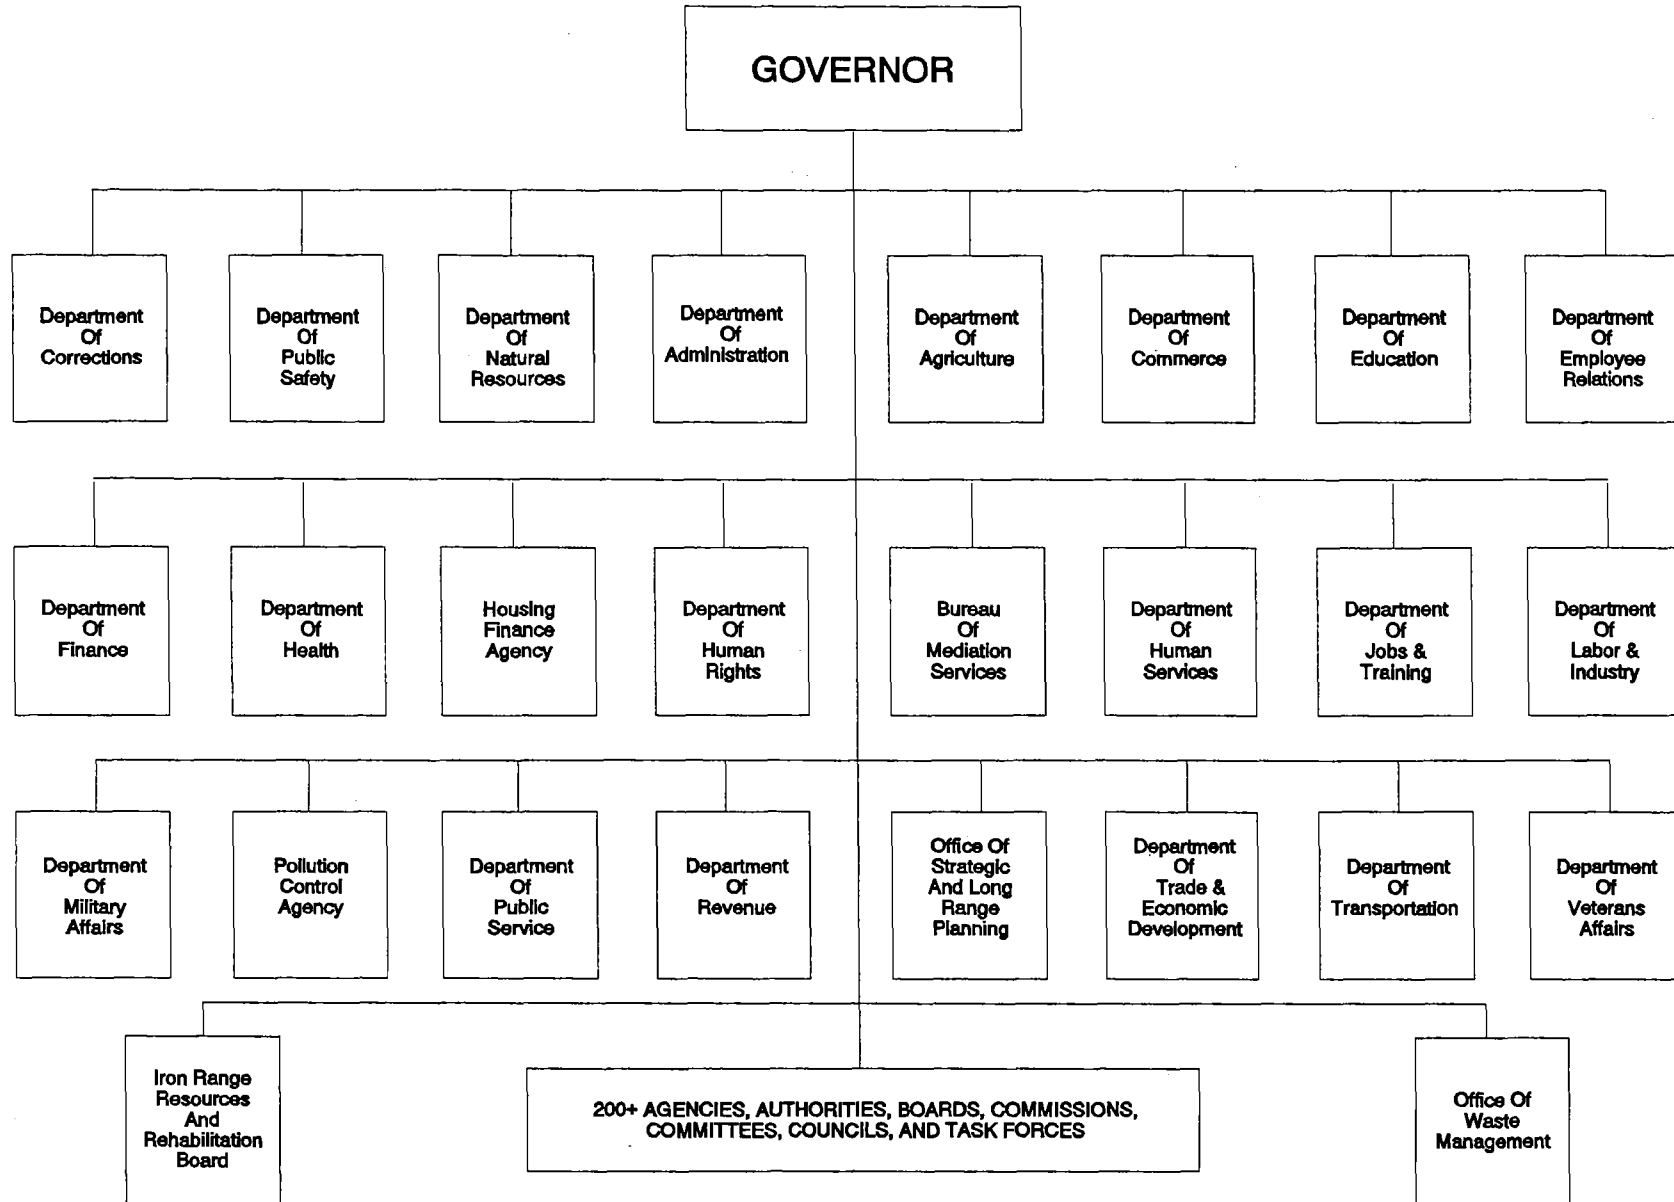 GOVERNOR
Department
Of
Corrections
Department
Of
Public
Safety
Department
Of
Natural
Resources
Department
Of
Administration
Department
Of
Agriculture
Department
Of
Commerce
Department
Of
Education
Department
Of
Employee
Relations
Department
Of
Finance
Department
Of
Health
Housing
Finance
Agency
Department
Of
Human
Rights
Bureau
Of
Mediation
Services
Department
Of
Human
Services
Department
Of
Jobs &
Training
Department
Of
Labor &
Industry
Department
Of
Military
Affairs
Pollution
Control
Agency
Department
Of
Public
Service
Department
Of
Revenue
Office Of
Strategic
And Long
Range
Planning
Department
Of
Trade &
Economic
Development
Department
Of
Transportation
Department
Of
Veterans
Affairs
Iron Range
Resources
And
Rehabilitation
Board
200+ AGENCIES, AUTHORITIES, BOARDS, COMMISSIONS,
COMMITTEES, COUNCILS, AND TASK FORCES
Office Of
Waste
Management